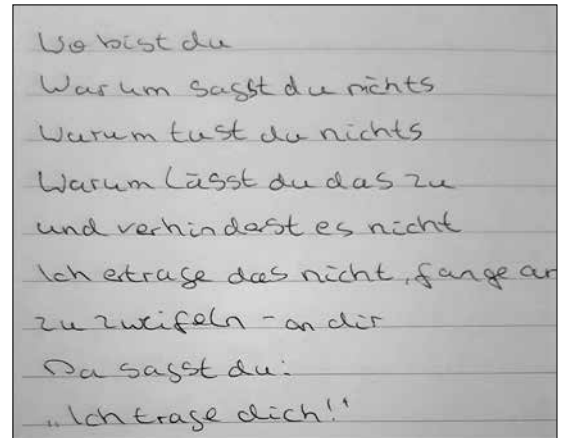 Wo bist du
Warum sagst du nichts
Warum tust du nichts
Warum lässt du das zu
und verhinderst es nicht
Ich ertrage das nicht, fange an
zu zweifeln - an dir
Da sagst du:
„Ich trage dich!"